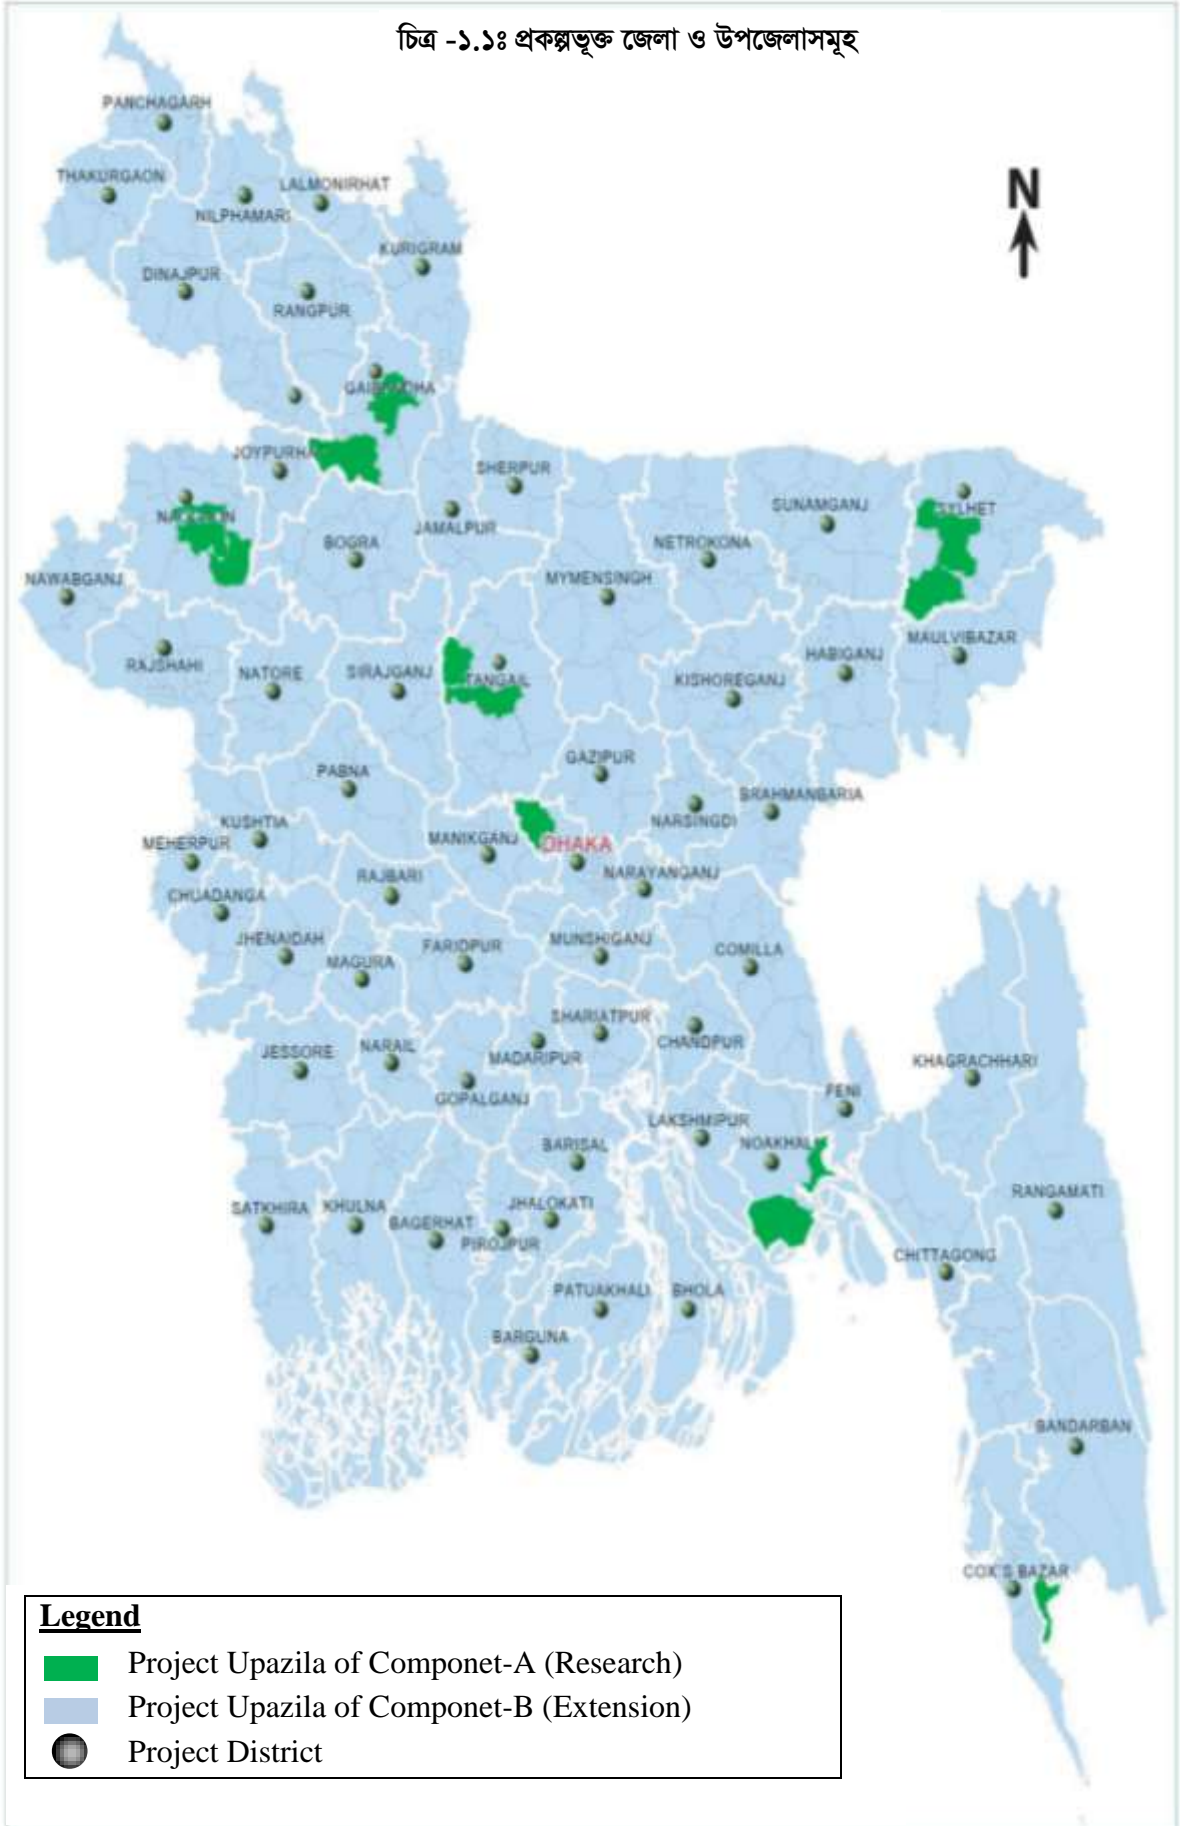 চিত্র -১.১ঃ প্রকল্পভূক্ত জেলা ও উপজেলাসমূহ
PANCHAGARH
THAKURGAON
LALMONIRHAT
NILPHAMARI
N
KURIGRAM
DINAJPUR
RANGPUR
JOYPURHA
SHERPUR
SUNAMGANJ
SYLHET
JAMALPUR
BOGRA
NETROKONA
NAWABGANJ
MYMENSINGH
MAULVIBAZAR
HABIGANJ
RAJSHAHI
NATORE
SIRAJGANJ
TANGAIL
KISHOREGANJ
GAZIPUR
PABNA
BRAHMANBARIA
KUSHTIA
NARSINGDI
MEHERPUR
MANIKGANJ
DHAKA
RAJBARI
NARAYANGANJ
CHUADANGA
JHENAIDAH
MAGURA
FARIDPUR
MUNSHIGANJ
COMILLA
SHARIATPUR
JESSORE
NARAIL
MADARIPUR
CHANDPUR
KHAGRACHHARI
GOPALGANJ
FENI
LAKSHMIPUR
BARISAL
NOAKHALI
RANGAMATI
SATKHIRA
KHULNA
JHALOKATI
BAGERHAT
PIROJPUR
CHITTAGONG
PATUAKHALI
BHOLA
BARGUNA
BANDARBAN
COX'S BAZAR
Legend
Project Upazila of Componet-A (Research)
Project Upazila of Componet-B (Extension)
Project District